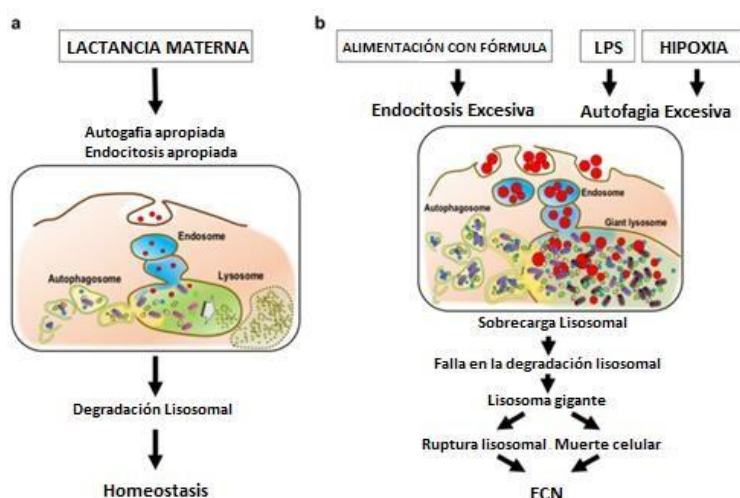 a
LACTANCIA MATERNA
Autogafia apropiada
Endocitosis apropiada
Endosome
Autophagosome
Lysosome
Degradación Lisosomal
Homeostasis
b
ALIMENTACIÓN CON FÓRMULA
LPS
HIPOXIA
Endocitosis Excesiva
Autofagia Excesiva
Autophagosome
Endosome
Giant lysosome
Sobrecarga Lisosomal
Falla en la degradación lisosomal
Lisosoma gigante
Ruptura lisosomal
Muerte celular
ECN